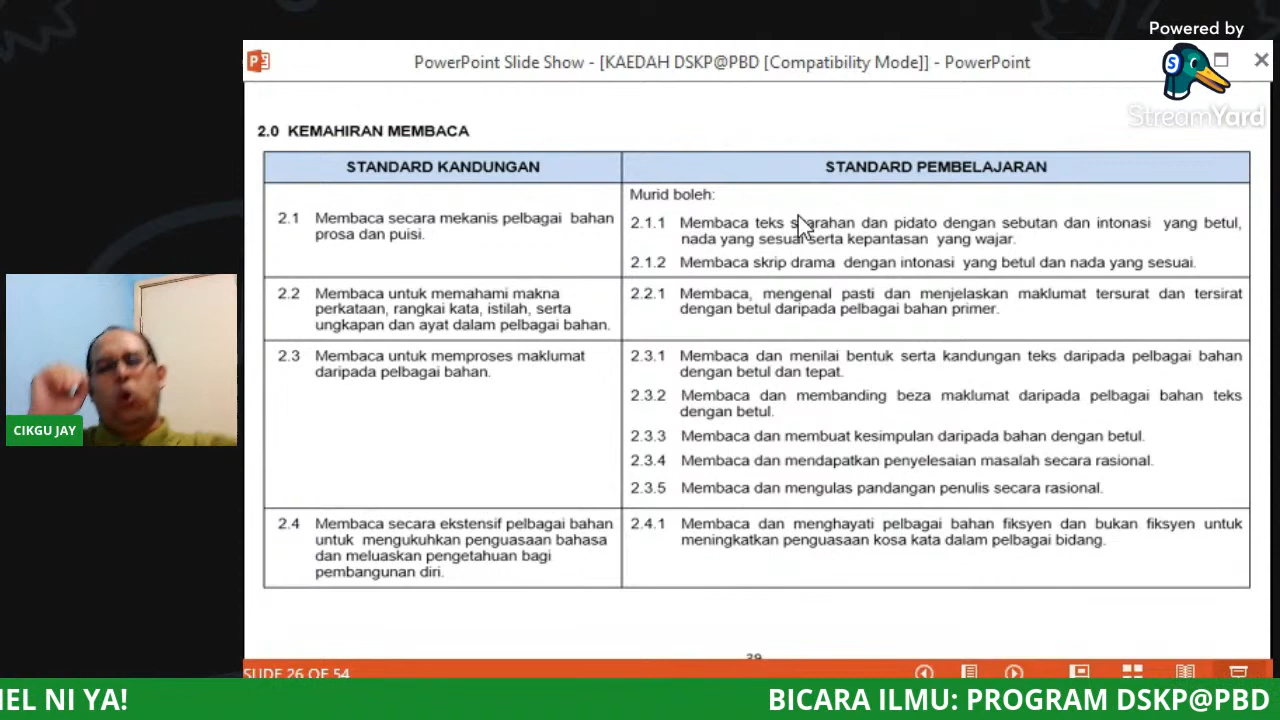 Powered by
StreamYard
PowerPoint Slide Show - [KAEDAH DSKP@PBD [Compatibility Mode]] - PowerPoint
2.0 KEMAHIRAN MEMBACA
STANDARD KANDUNGAN
STANDARD PEMBELAJARAN
2.1 Membaca secara mekanis pelbagai bahan
prosa dan puisi.
Murid boleh:
2.1.1 Membaca teks syarahan dan pidato dengan sebutan dan intonasi yang betul,
nada yang sesuai serta kepantasan yang wajar.
2.1.2 Membaca skrip drama dengan intonasi yang betul dan nada yang sesuai.
2.2 Membaca untuk memahami makna
perkataan, rangkai kata, istilah, serta
ungkapan dan ayat dalam pelbagai bahan.
2.2.1 Membaca, mengenal pasti dan menjelaskan maklumat tersurat dan tersirat
dengan betul daripada pelbagai bahan primer.
2.3 Membaca untuk memproses maklumat
daripada pelbagai bahan.
2.3.1 Membaca dan menilai bentuk serta kandungan teks daripada pelbagai bahan
dengan betul dan tepat.
2.3.2 Membaca dan membanding beza maklumat daripada pelbagai bahan teks
dengan betul.
2.3.3 Membaca dan membuat kesimpulan daripada bahan dengan betul.
2.3.4 Membaca dan mendapatkan penyelesaian masalah secara rasional.
2.3.5 Membaca dan mengulas pandangan penulis secara rasional.
2.4 Membaca secara ekstensif pelbagai bahan
untuk mengukuhkan penguasaan bahasa
dan meluaskan pengetahuan bagi
pembangunan diri.
2.4.1 Membaca dan menghayati pelbagai bahan fiksyen dan bukan fiksyen untuk
meningkatkan penguasaan kosa kata dalam pelbagai bidang.
39
SLIDE 26 OF 54
CIKGU JAY
NEL NI YA!
BICARA ILMU: PROGRAM DSKP@PBD